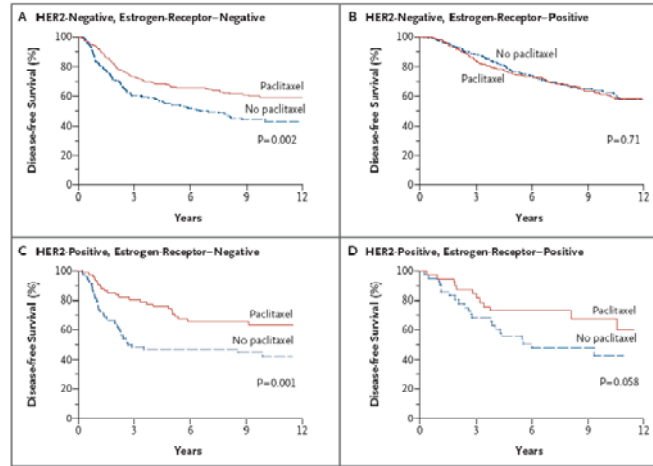 A HER2-Negative, Estrogen-Receptor–Negative
Disease-free Survival (%)
100
80
60
40
20
0
Paclitaxel
No paclitaxel
P=0.002
0 3 6 9 12
Years
B HER2-Negative, Estrogen-Receptor–Positive
Disease-free Survival (%)
100
80
60
40
20
0
No paclitaxel
Paclitaxel
P=0.71
0 3 6 9 12
Years
C HER2-Positive, Estrogen-Receptor–Negative
Disease-free Survival (%)
100
80
60
40
20
0
Paclitaxel
No paclitaxel
P=0.001
0 3 6 9 12
Years
D HER2-Positive, Estrogen-Receptor–Positive
Disease-free Survival (%)
100
80
60
40
20
0
Paclitaxel
No paclitaxel
P=0.058
0 3 6 9 12
Years